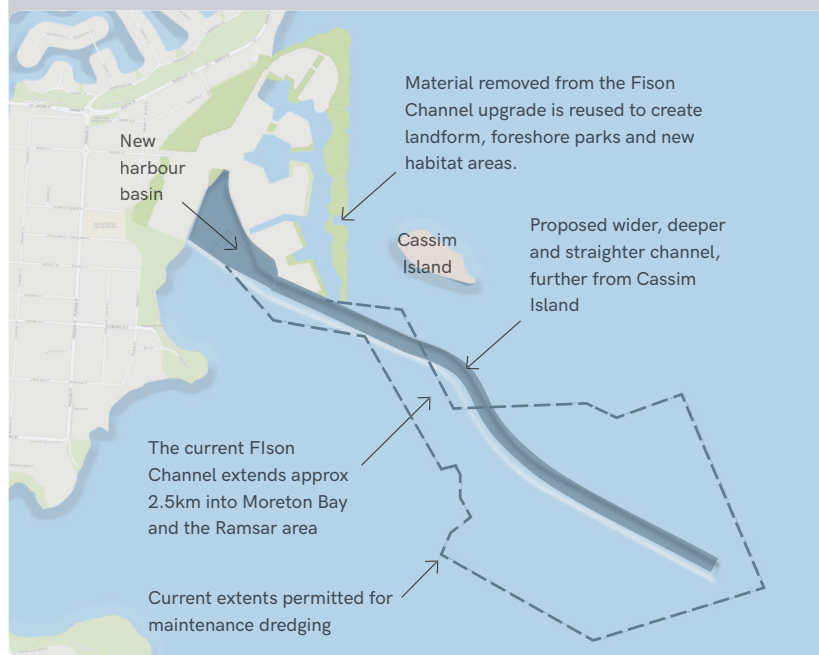 Material removed from the Fison
Channel upgrade is reused to create
landform, foreshore parks and new
habitat areas.
New
harbour
basin
Cassim
Island
Proposed wider, deeper
and straighter channel,
further from Cassim
Island
The current FIson
Channel extends approx
2.5km into Moreton Bay
and the Ramsar area
Current extents permitted for
maintenance dredging